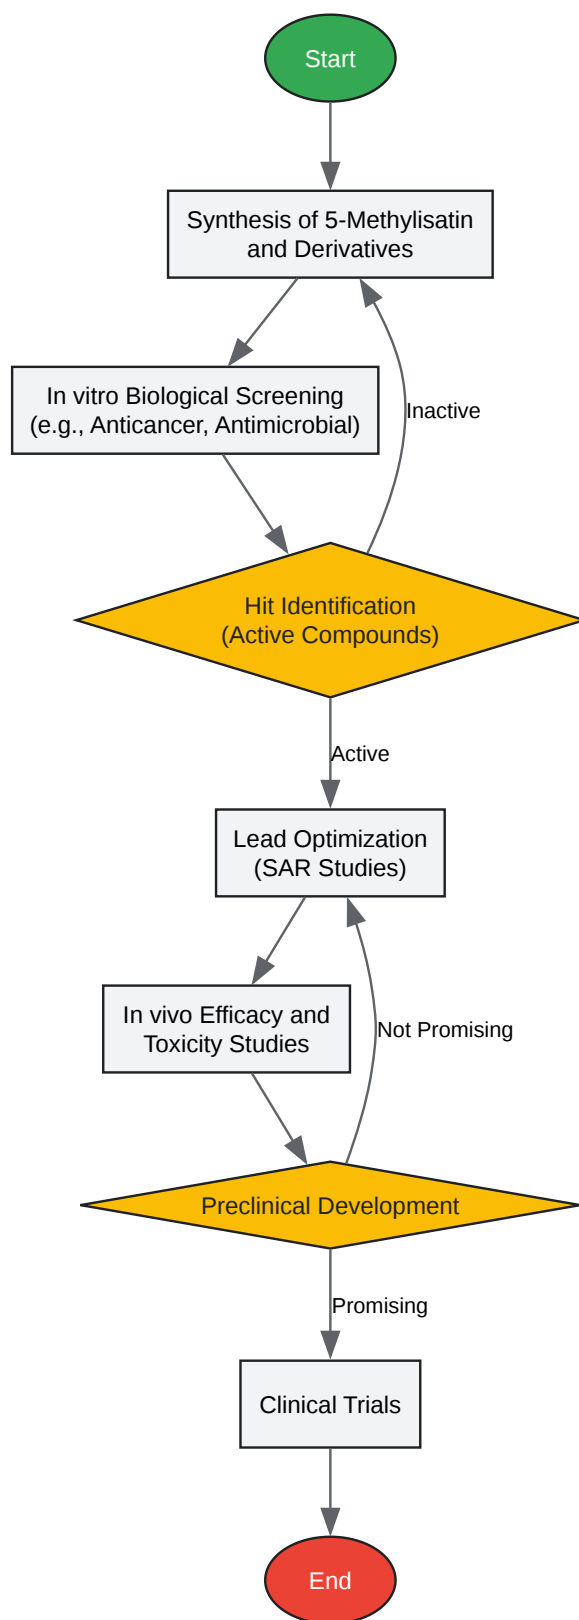 Start
Synthesis of 5-Methylisatin
and Derivatives
In vitro Biological Screening
(e.g., Anticancer, Antimicrobial)
Inactive
Hit Identification
(Active Compounds)
Active
Lead Optimization
(SAR Studies)
In vivo Efficacy and
Toxicity Studies
Not Promising
Preclinical Development
Promising
Clinical Trials
End